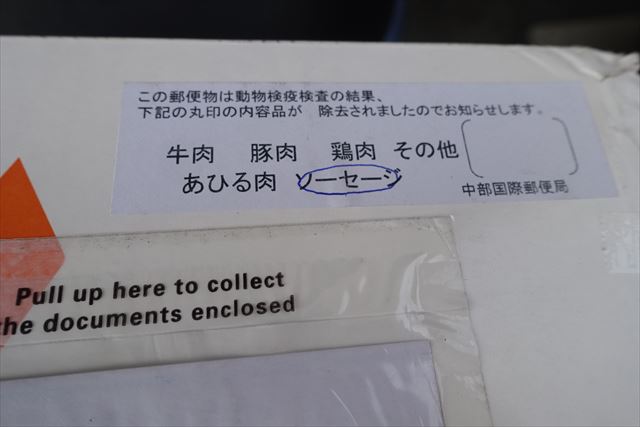 この郵便物は動物検疫検査の結果、
下記の丸印の内容品が 除去されましたのでお知らせします。
牛肉 豚肉 鶏肉 その他
あひる肉 ソーセージ
中部国際郵便局
Pull up here to collect
the documents enclosed